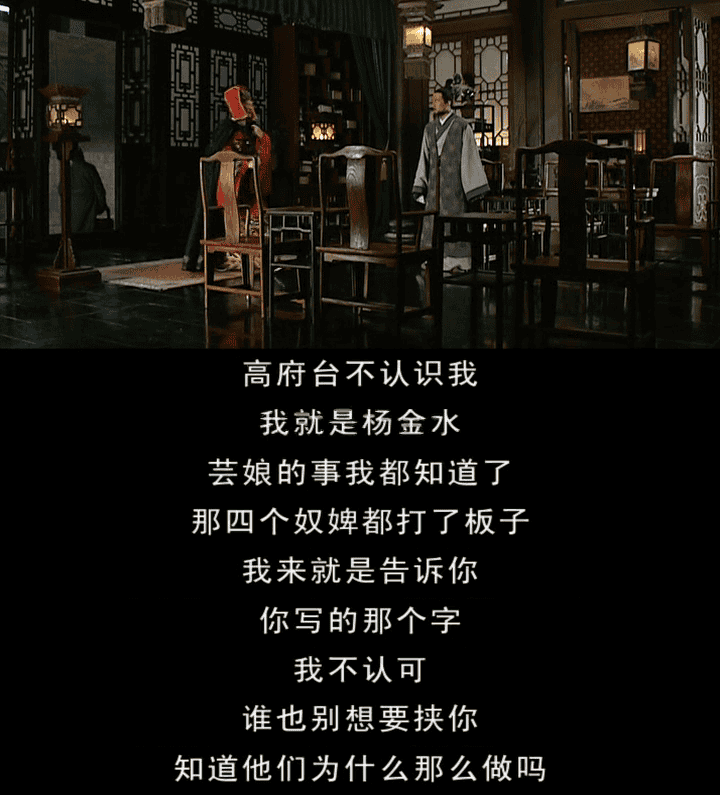 高府台不认识我
我就是杨金水
芸娘的事我都知道了
那四个奴婢都打了板子
我来就是告诉你
你写的那个字
我不认可
谁也别想要挟你
知道他们为什么那么做吗